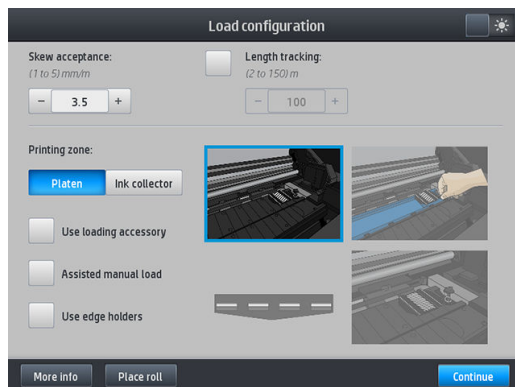 Load configuration
Skew acceptance:
(1 to 5) mm/m
− 3.5 +
Length tracking:
(2 to 150) m
− 100 +
Printing zone:
Platen
Ink collector
Use loading accessory
Assisted manual load
Use edge holders
More info
Place roll
Continue